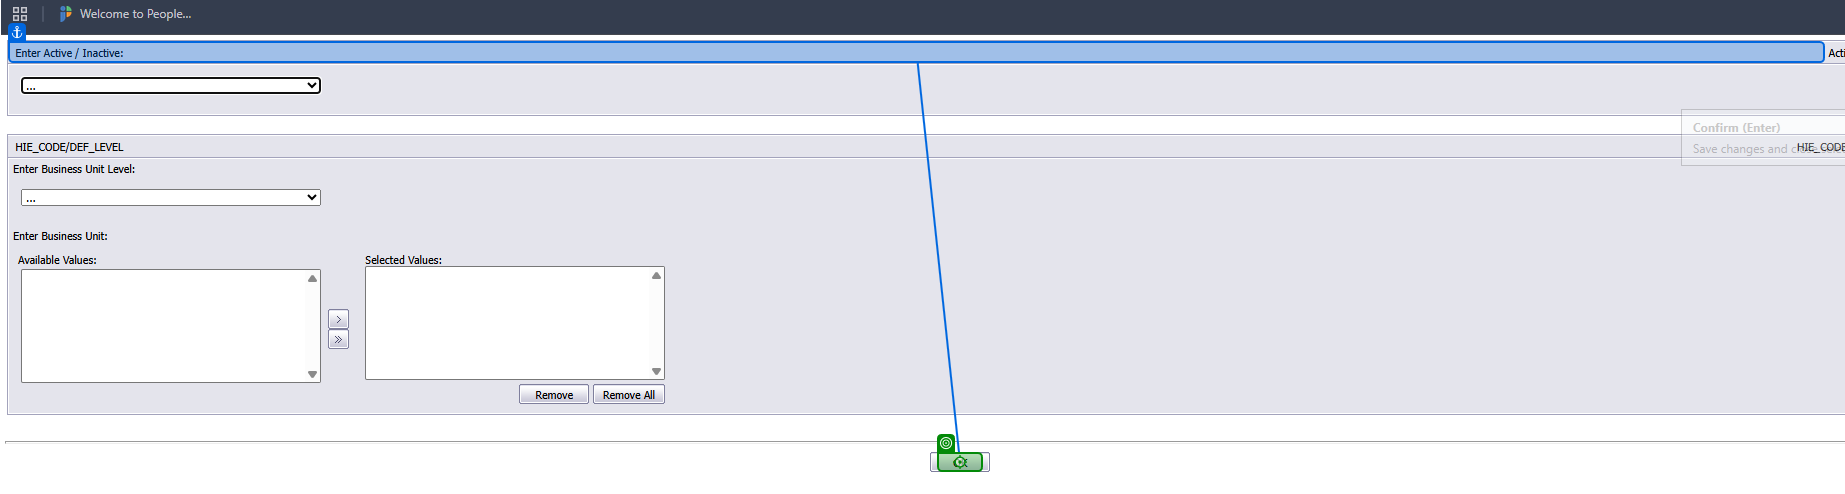 Welcome to People...
Enter Active / Inactive:
Acti
...
Confirm (Enter)
Save changes and
HIE_CODE/DEF_LEVEL
HIE_CODE
Enter Business Unit Level:
...
Enter Business Unit:
Available Values:
Selected Values:
Remove
Remove All